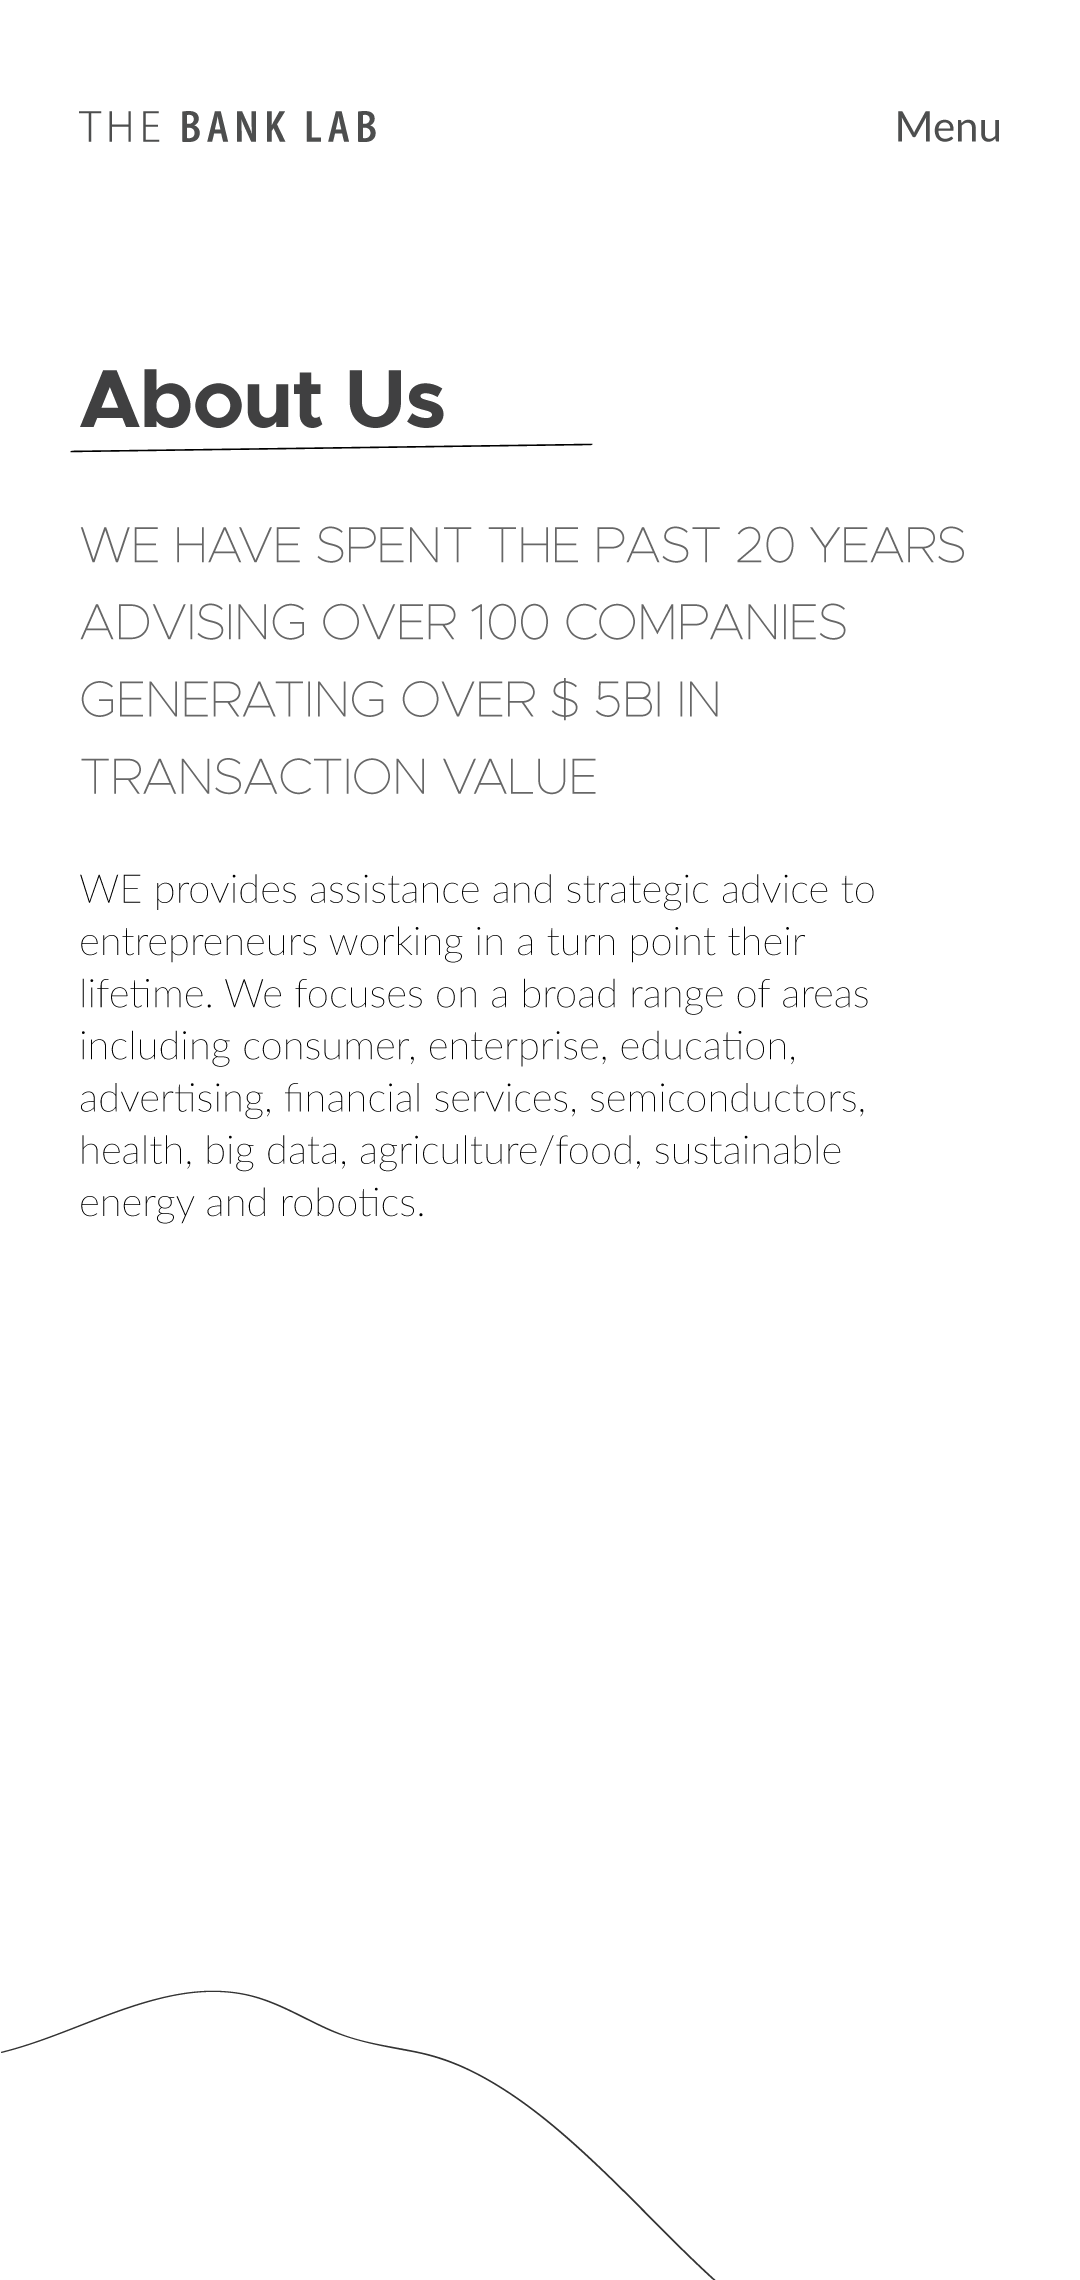 THE BANK LAB
Menu
About Us
WE HAVE SPENT THE PAST 20 YEARS
ADVISING OVER 100 COMPANIES
GENERATING OVER $ 5BI IN
TRANSACTION VALUE
WE provides assistance and strategic advice to
entrepreneurs working in a turn point their
lifetime. We focuses on a broad range of areas
including consumer, enterprise, education,
advertising, financial services, semiconductors,
health, big data, agriculture/food, sustainable
energy and robotics.